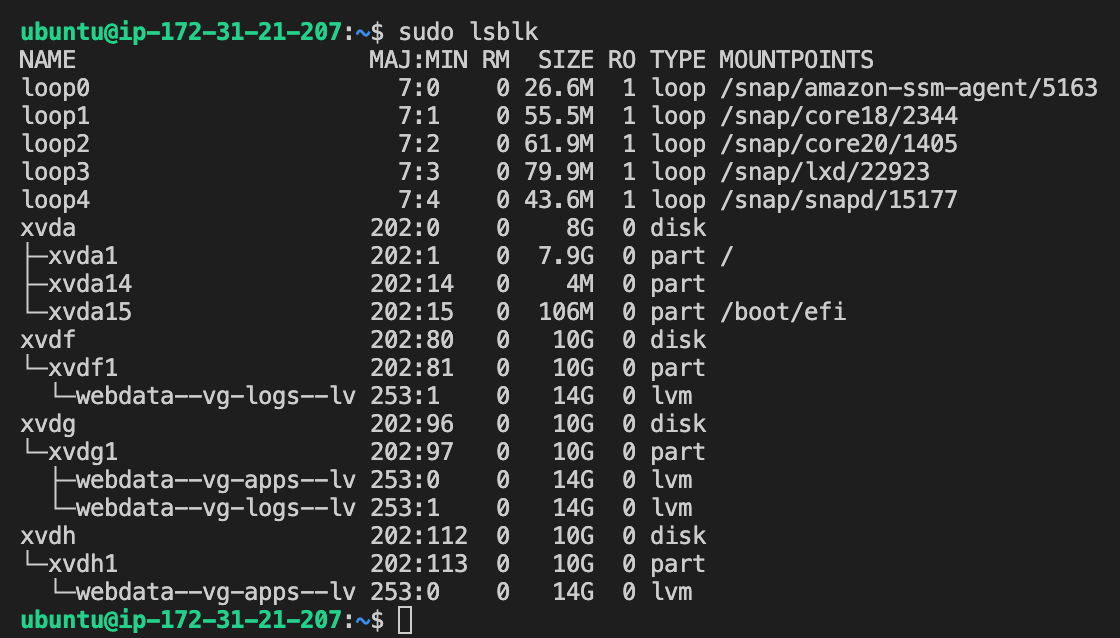 ubuntu@ip-172-31-21-207:~$ sudo lsblk
NAME                     MAJ:MIN RM   SIZE RO TYPE MOUNTPOINTS
loop0                      7:0    0  26.6M  1 loop /snap/amazon-ssm-agent/5163
loop1                      7:1    0  55.5M  1 loop /snap/core18/2344
loop2                      7:2    0  61.9M  1 loop /snap/core20/1405
loop3                      7:3    0  79.9M  1 loop /snap/lxd/22923
loop4                      7:4    0  43.6M  1 loop /snap/snapd/15177
xvda                     202:0    0     8G  0 disk
├─xvda1                  202:1    0   7.9G  0 part /
├─xvda14                 202:14   0     4M  0 part
└─xvda15                 202:15   0   106M  0 part /boot/efi
xvdf                     202:80   0    10G  0 disk
└─xvdf1                  202:81   0    10G  0 part
  └─webdata--vg-logs--lv 253:1    0    14G  0 lvm
xvdg                     202:96   0    10G  0 disk
└─xvdg1                  202:97   0    10G  0 part
  ├─webdata--vg-apps--lv 253:0    0    14G  0 lvm
  └─webdata--vg-logs--lv 253:1    0    14G  0 lvm
xvdh                     202:112  0    10G  0 disk
└─xvdh1                  202:113  0    10G  0 part
  └─webdata--vg-apps--lv 253:0    0    14G  0 lvm
ubuntu@ip-172-31-21-207:~$